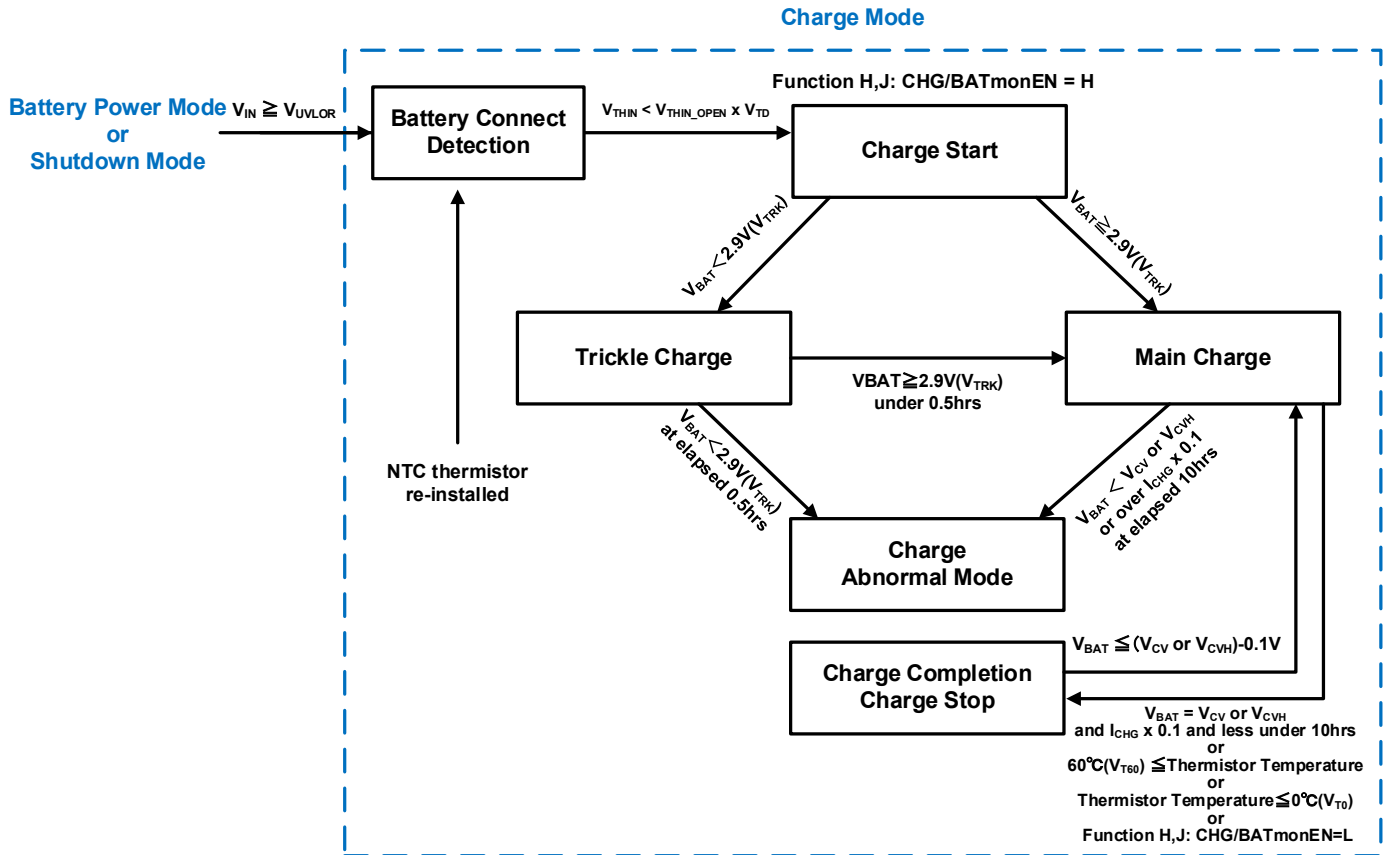 Charge Mode
Function H,J: CHG/BATmonEN = H
Battery Power Mode
or
Shutdown Mode
VIN ≧ VUVLOR
Battery Connect
Detection
VTHIN < VTHIN_OPEN x VTD
Charge Start
VBAT＜2.9V(VTRK)
VBAT≧2.9V(VTRK)
Trickle Charge
VBAT≧2.9V(VTRK)
under 0.5hrs
Main Charge
NTC thermistor
re-installed
VBAT＜2.9V(VTRK)
at elapsed 0.5hrs
VBAT＜VCV or VCVH
or over ICHG x 0.1
at elapsed 10hrs
Charge
Abnormal Mode
Charge Completion
Charge Stop
VBAT ≦(VCV or VCVH)-0.1V
VBAT = VCV or VCVH
and ICHG x 0.1 and less under 10hrs
or
60℃(VT60) ≦Thermistor Temperature
or
Thermistor Temperature≦0℃(VT0)
or
Function H,J: CHG/BATmonEN=L